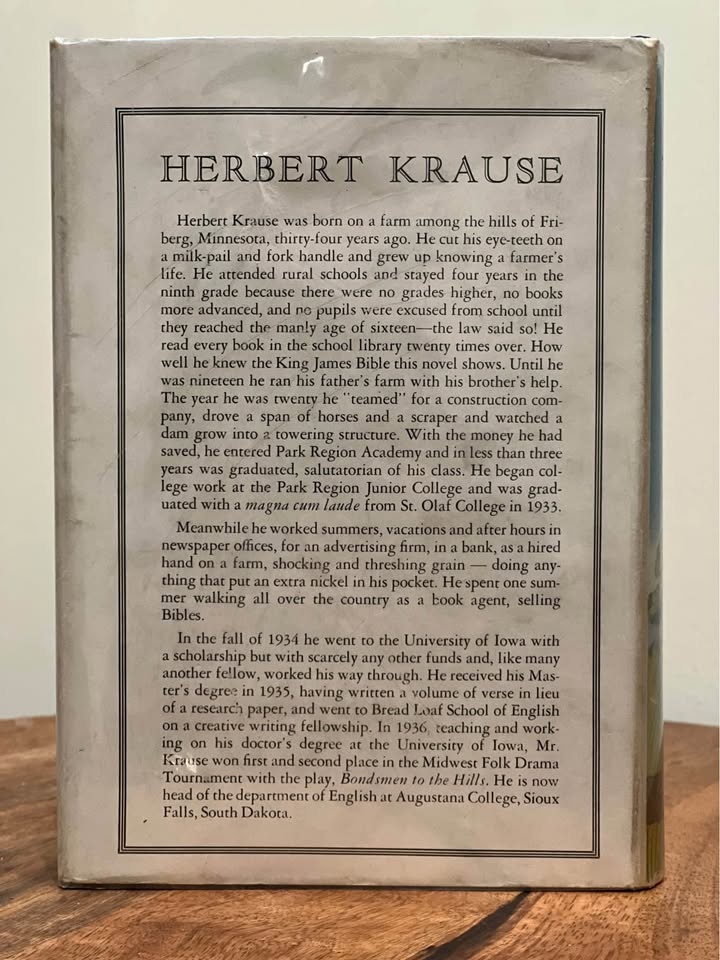 HERBERT KRAUSE
Herbert Krause was born on a farm among the hills of Fri-
berg, Minnesota, thirty-four years ago. He cut his eye-teeth on
a milk-pail and fork handle and grew up knowing a farmer's
life. He attended rural schools and stayed four years in the
ninth grade because there were no grades higher, no books
more advanced, and no pupils were excused from school until
they reached the manly age of sixteen—the law said so! He
read every book in the school library twenty times over. How
well he knew the King James Bible this novel shows. Until he
was nineteen he ran his father's farm with his brother's help.
The year he was twenty he "teamed" for a construction com-
pany, drove a span of horses and a scraper and watched a
dam grow into a towering structure. With the money he had
saved, he entered Park Region Academy and in less than three
years was graduated, salutatorian of his class. He began col-
lege work at the Park Region Junior College and was grad-
uated with a magna cum laude from St. Olaf College in 1933.
Meanwhile he worked summers, vacations and after hours in
newspaper offices, for an advertising firm, in a bank, as a hired
hand on a farm, shocking and threshing grain — doing any-
thing that put an extra nickel in his pocket. He spent one sum-
mer walking all over the country as a book agent, selling
Bibles.
In the fall of 1934 he went to the University of Iowa with
a scholarship but with scarcely any other funds and, like many
another fellow, worked his way through. He received his Mas-
ter's degree in 1935, having written a volume of verse in lieu
of a research paper, and went to Bread Loaf School of English
on a creative writing fellowship. In 1936, teaching and work-
ing on his doctor's degree at the University of Iowa, Mr.
Krause won first and second place in the Midwest Folk Drama
Tournament with the play, Bondsmen to the Hills. He is now
head of the department of English at Augustana College, Sioux
Falls, South Dakota.